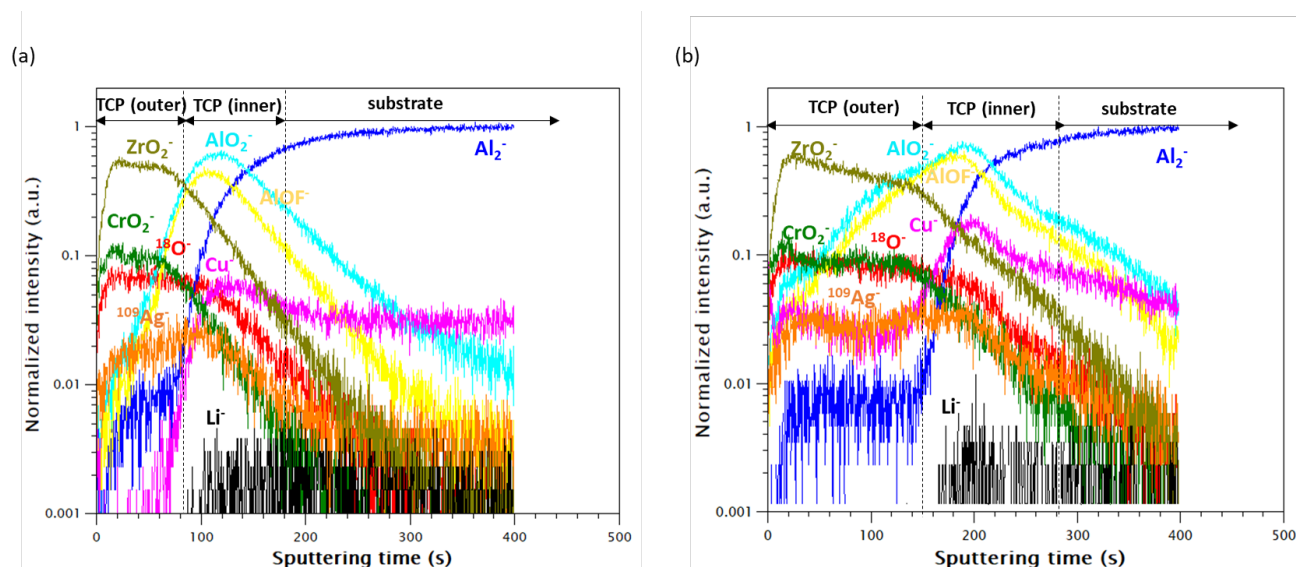 (a)
TCP (outer) TCP (inner) substrate
1
ZrO₂⁻
AlO₂⁻
Al₂⁻
AlOF⁻
CrO₂⁻
¹⁸O⁻
Cu⁻
0.1
¹⁰⁹Ag⁻
0.01
Li⁻
0.001
0 100 200 300 400 500
Sputtering time (s)
Normalized intensity (a.u.)
(b)
TCP (outer) TCP (inner) substrate
1
ZrO₂⁻
AlO₂⁻
Al₂⁻
AlOF⁻
CrO₂⁻
¹⁸O⁻
Cu⁻
0.1
¹⁰⁹Ag⁻
0.01
Li⁻
0.001
0 100 200 300 400 500
Sputtering time (s)
Normalized intensity (a.u.)